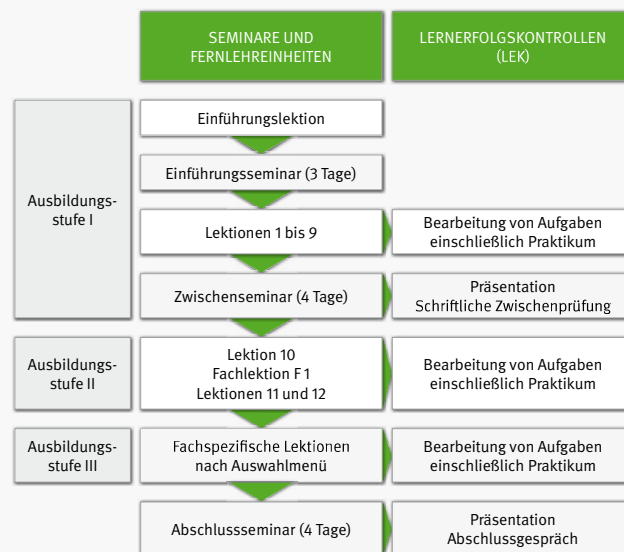 SEMINARE UND
FERNLEHREINHEITEN
LERNERFOLGSKONTROLLEN
(LEK)
Ausbildungs-
stufe I
Einführungslektion
Einführungsseminar (3 Tage)
Lektionen 1 bis 9
Bearbeitung von Aufgaben
einschließlich Praktikum
Zwischenseminar (4 Tage)
Präsentation
Schriftliche Zwischenprüfung
Ausbildungs-
stufe II
Lektion 10
Fachlektion F 1
Lektionen 11 und 12
Bearbeitung von Aufgaben
einschließlich Praktikum
Ausbildungs-
stufe III
Fachspezifische Lektionen
nach Auswahlmenü
Bearbeitung von Aufgaben
einschließlich Praktikum
Abschlussseminar (4 Tage)
Präsentation
Abschlussgespräch